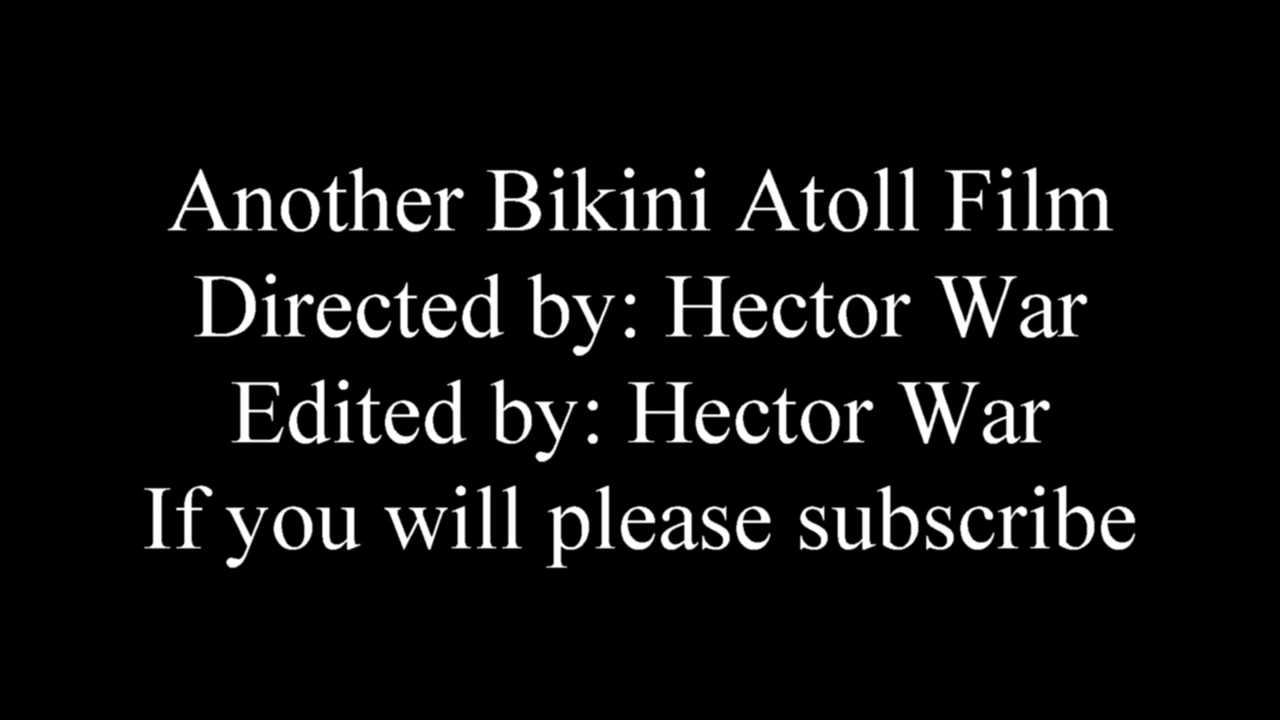 Another Bikini Atoll Film
Directed by: Hector War
Edited by: Hector War
If you will please subscribe